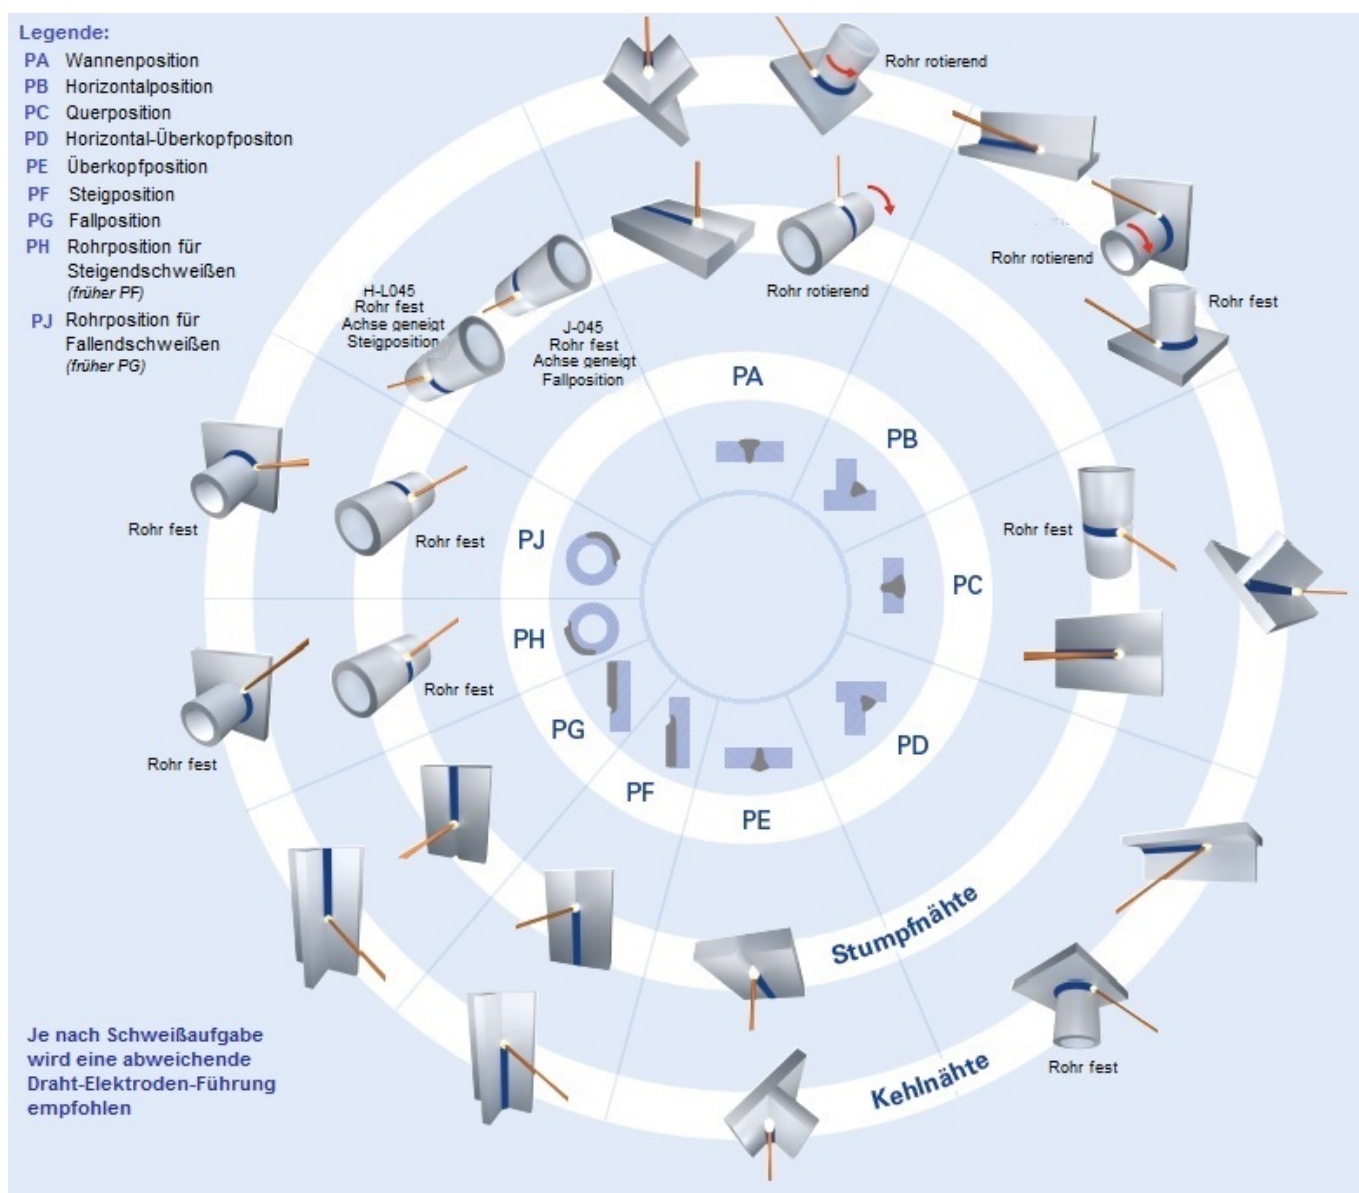 Legende:
PA Wannenposition
PB Horizontalposition
PC Querposition
PD Horizontal-Überkopfpositon
PE Überkopfposition
PF Steigposition
PG Fallposition
PH Rohrposition für
Steigendschweißen
(früher PF)
PJ Rohrposition für
Fallendschweißen
(früher PG)
Rohr rotierend
Rohr rotierend
Rohr rotierend
Rohr fest
H-L045
Rohr fest
Achse geneigt
Steigposition
J-045
Rohr fest
Achse geneigt
Fallposition
PA
PB
PC
PD
PE
PF
PG
PH
PJ
Rohr fest
Rohr fest
Rohr fest
Rohr fest
Rohr fest
Stumpfnähte
Kehlnähte
Rohr fest
Je nach Schweißaufgabe
wird eine abweichende
Draht-Elektroden-Führung
empfohlen